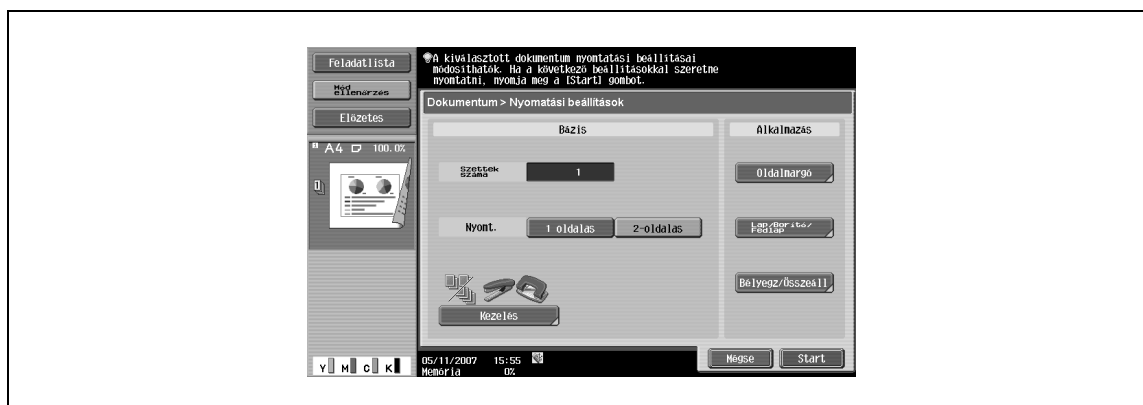 Feladatlista
Mód
ellenőrzés
Előzetes
A4 100.0%
1
A kiválasztott dokumentum nyomtatási beállításai
módosíthatók. Ha a következő beállításokkal szeretne
nyomtatni, nyomja meg a [Start] gombot.
Dokumentum > Nyomatási beállítások
Bázis
Alkalmazás
Szettek
száma
1
Oldalmargó
Nyomt.
1 oldalas
2-oldalas
Lap/Borító/
Fedlap
Bélyegz/Összeáll
Kezelés
Y M C K
05/11/2007 15:55
Memória 0%
Mégse
Start